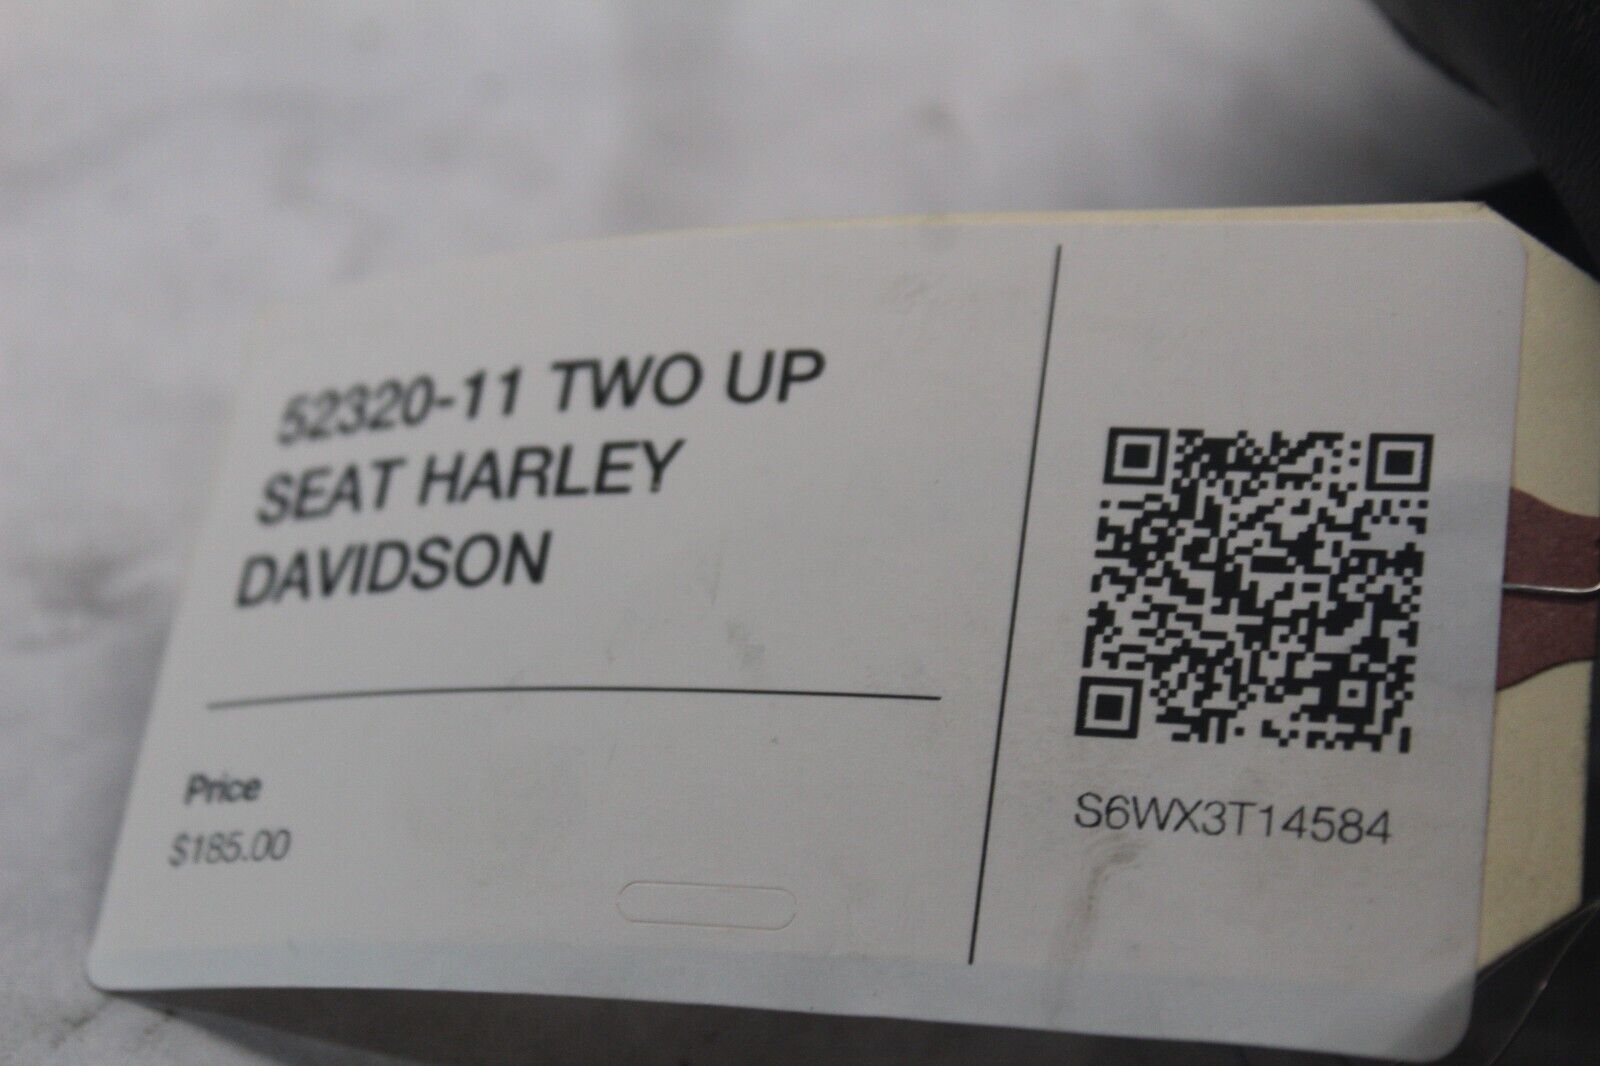 52320-11 TWO UP
SEAT HARLEY
DAVIDSON
Price
$185.00
S6WX3T14584